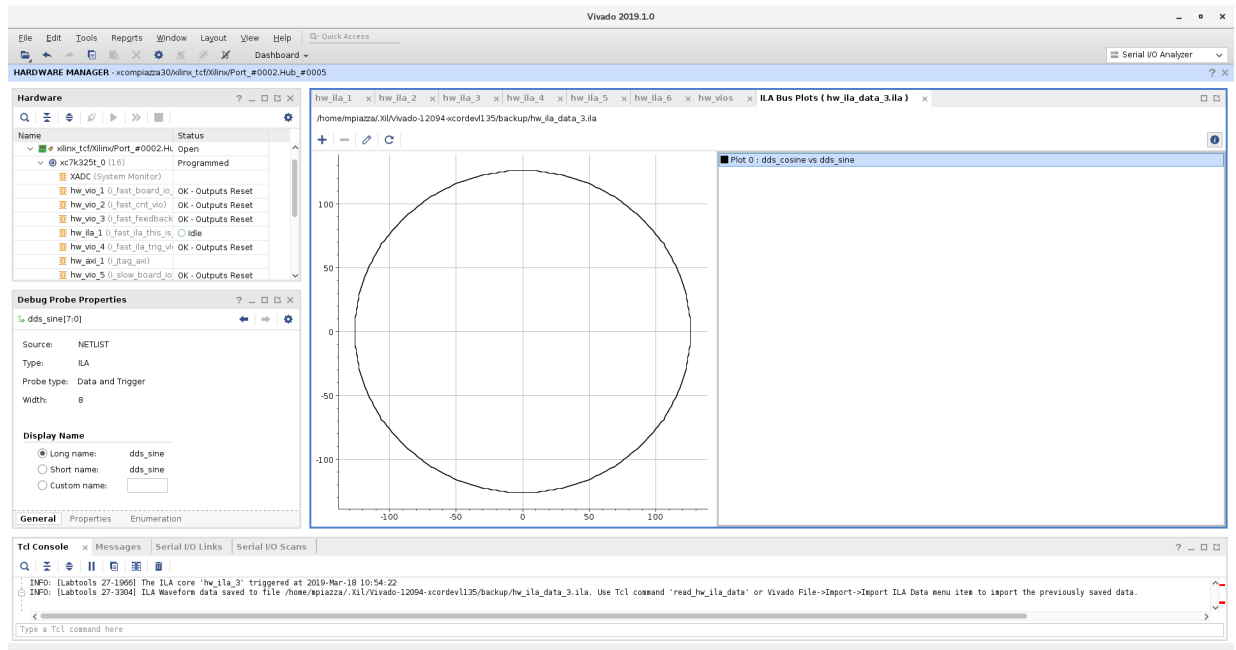 Vivado 2019.1.0
File Edit Tools Reports Window Layout View Help Quick Access
Dashboard
Serial I/O Analyzer
HARDWARE MANAGER - xcompiazza30/xilinx_tcf/Xilinx/Port_#0002.Hub_#0005
Hardware
Name Status
xilinx_tcf/Xilinx/Port_#0002.Hu Open
xc7k325t_0 (16) Programmed
XADC (System Monitor)
hw_vio_1 (i_fast_board_io_ OK - Outputs Reset
hw_vio_2 (i_fast_cnt_vio) OK - Outputs Reset
hw_vio_3 (i_fast_feedback OK - Outputs Reset
hw_ila_1 (i_fast_ila_this_is_ Idle
hw_vio_4 (i_fast_ila_trig_vi OK - Outputs Reset
hw_axi_1 (i_jtag_axi)
hw_vio_5 (i_slow_board_io OK - Outputs Reset
Debug Probe Properties
dds_sine[7:0]
Source: NETLIST
Type: ILA
Probe type: Data and Trigger
Width: 8
Display Name
Long name: dds_sine
Short name: dds_sine
Custom name:
General Properties Enumeration
hw_ila_1 hw_ila_2 hw_ila_3 hw_ila_4 hw_ila_5 hw_ila_6 hw_vios ILA Bus Plots ( hw_ila_data_3.ila )
/home/mpiazza/.Xil/Vivado-12094-xcordevl135/backup/hw_ila_data_3.ila
Plot 0 : dds_cosine vs dds_sine
100
50
0
-50
-100
-100 -50 0 50 100
Tcl Console Messages Serial I/O Links Serial I/O Scans
INFO: [Labtools 27-1966] The ILA core 'hw_ila_3' triggered at 2019-Mar-18 10:54:22
INFO: [Labtools 27-3304] ILA Waveform data saved to file /home/mpiazza/.Xil/Vivado-12094-xcordevl135/backup/hw_ila_data_3.ila. Use Tcl command 'read_hw_ila_data' or Vivado File->Import->Import ILA Data menu item to import the previously saved data.
Type a Tcl command here